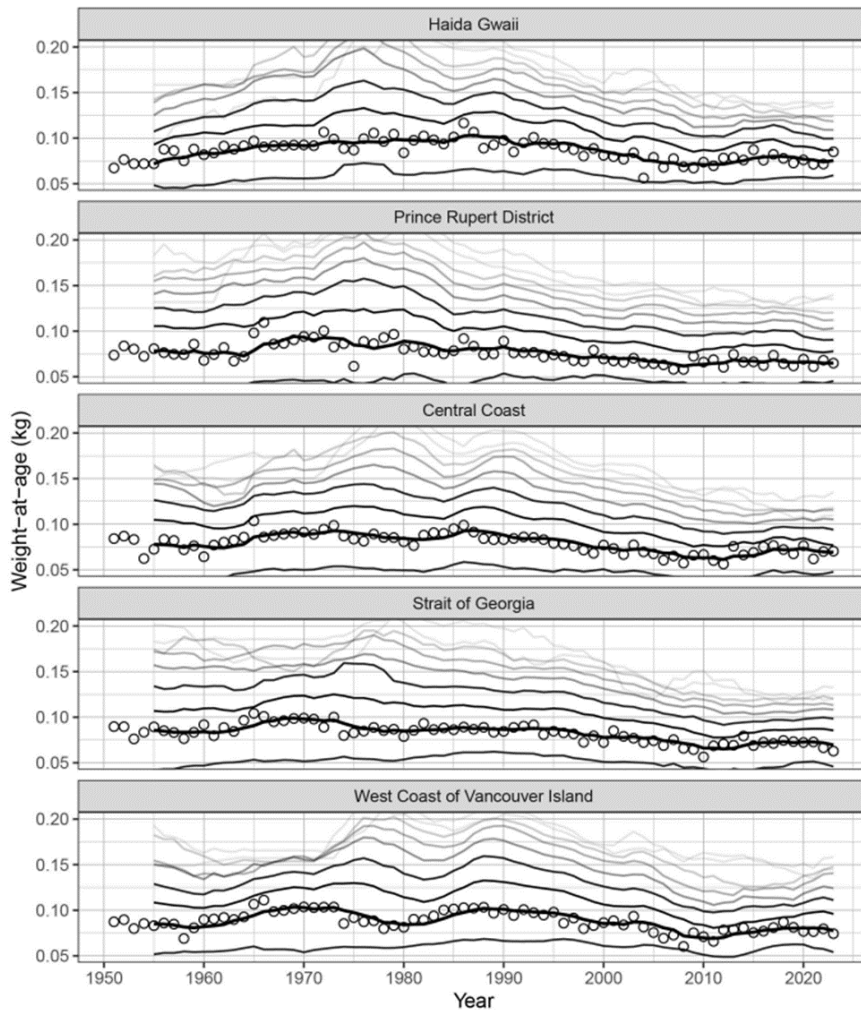 Haida Gwaii
0.20
0.15
0.10
0.05
Prince Rupert District
0.20
0.15
0.10
0.05
Central Coast
0.20
0.15
0.10
0.05
Weight-at-age (kg)
Strait of Georgia
0.20
0.15
0.10
0.05
West Coast of Vancouver Island
0.20
0.15
0.10
0.05
1950 1960 1970 1980 1990 2000 2010 2020
Year